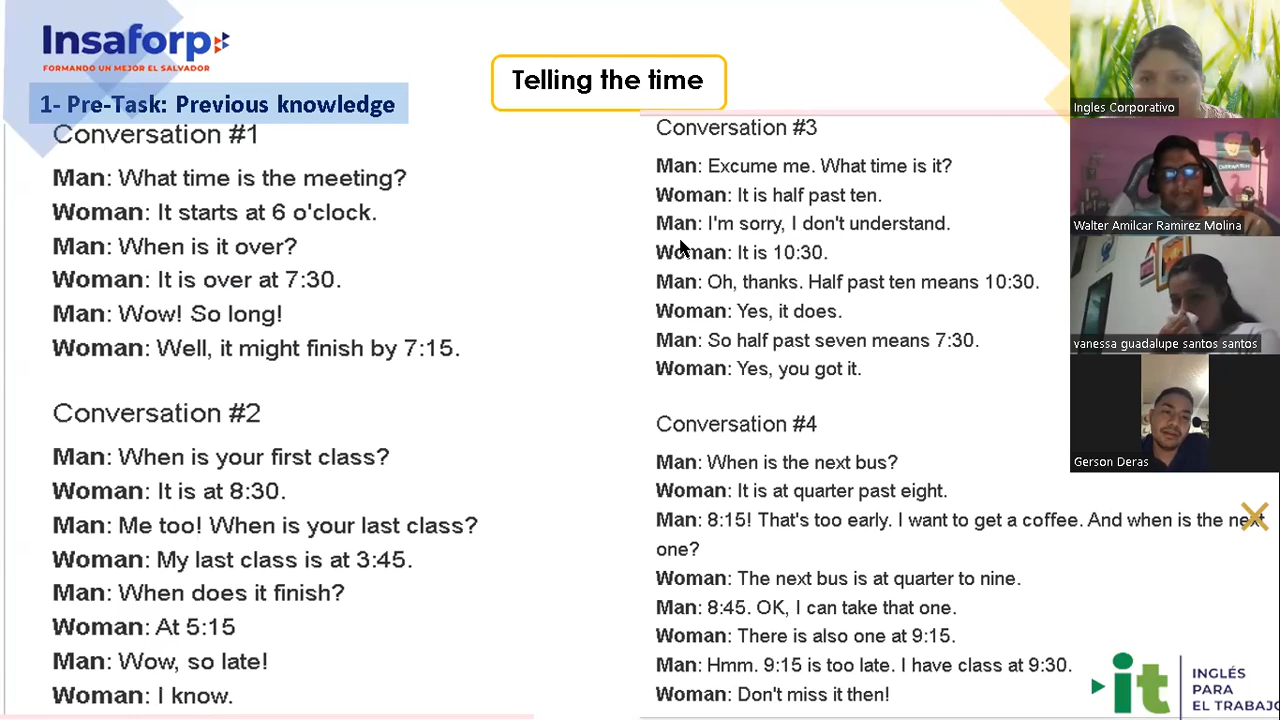 Insaforp
FORMANDO UN MEJOR EL SALVADOR
Telling the time
1- Pre-Task: Previous knowledge
Conversation #1
Man: What time is the meeting?
Woman: It starts at 6 o'clock.
Man: When is it over?
Woman: It is over at 7:30.
Man: Wow! So long!
Woman: Well, it might finish by 7:15.
Conversation #2
Man: When is your first class?
Woman: It is at 8:30.
Man: Me too! When is your last class?
Woman: My last class is at 3:45.
Man: When does it finish?
Woman: At 5:15
Man: Wow, so late!
Woman: I know.
Conversation #3
Man: Excume me. What time is it?
Woman: It is half past ten.
Man: I'm sorry, I don't understand.
Woman: It is 10:30.
Man: Oh, thanks. Half past ten means 10:30.
Woman: Yes, it does.
Man: So half past seven means 7:30.
Woman: Yes, you got it.
Conversation #4
Man: When is the next bus?
Woman: It is at quarter past eight.
Man: 8:15! That's too early. I want to get a coffee. And when is the next
one?
Woman: The next bus is at quarter to nine.
Man: 8:45. OK, I can take that one.
Woman: There is also one at 9:15.
Man: Hmm. 9:15 is too late. I have class at 9:30.
Woman: Don't miss it then!
Ingles Corporativo
Walter Amilcar Ramirez Molina
vanessa guadalupe santos santos
Gerson Deras
it
INGLÉS
PARA
EL TRABAJO